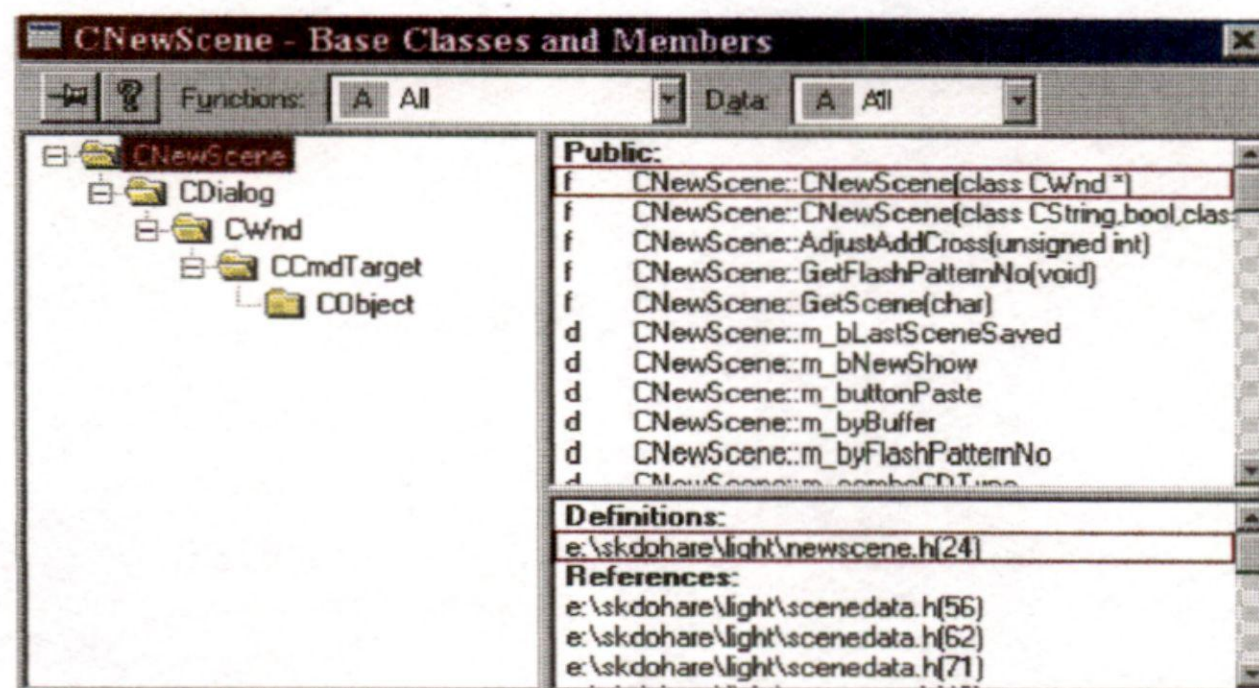 CNewScene - Base Classes and Members
Functions: A All Data: A All
CNewScene
CDialog
CWnd
CCmdTarget
CObject
Public:
f CNewScene::CNewScene(class CWnd *)
f CNewScene::CNewScene(class CString,bool,clas
f CNewScene::AdjustAddCross(unsigned int)
f CNewScene::GetFlashPatternNo(void)
f CNewScene::GetScene(char)
d CNewScene::m_bLastSceneSaved
d CNewScene::m_bNewShow
d CNewScene::m_buttonPaste
d CNewScene::m_byBuffer
d CNewScene::m_byFlashPatternNo
d CNewScene::m_comboCDType
Definitions:
e:\skdohare\light\newscene.h(24)
References:
e:\skdohare\light\scenedata.h(56)
e:\skdohare\light\scenedata.h(62)
e:\skdohare\light\scenedata.h(71)